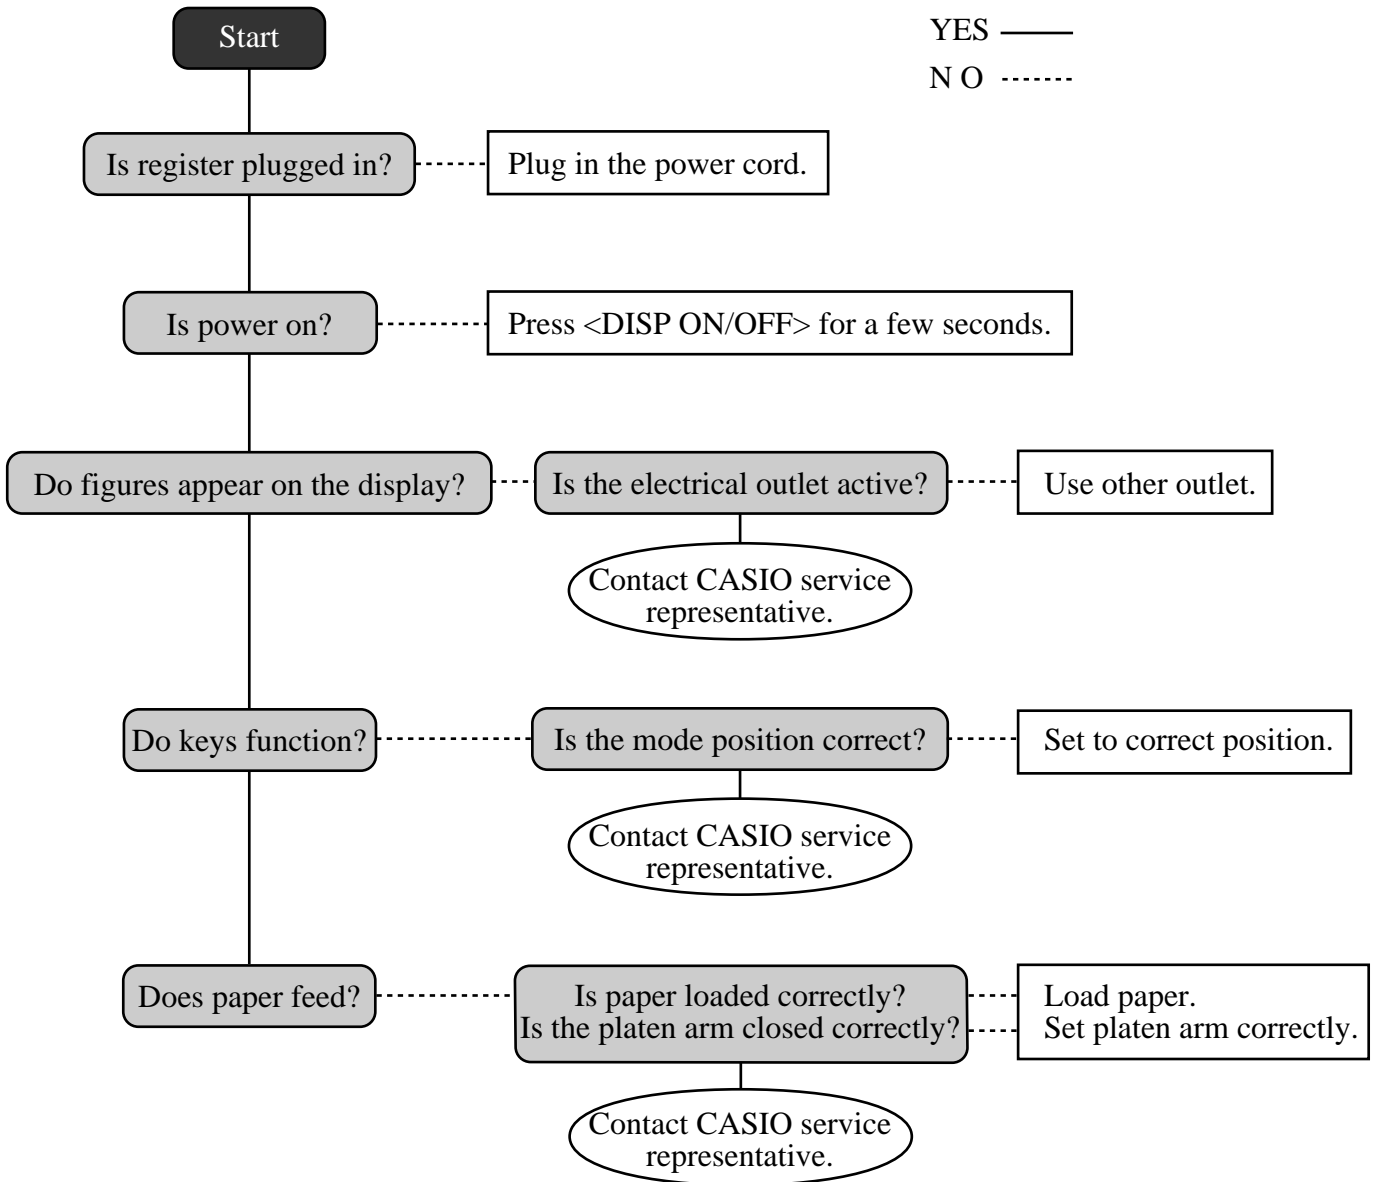 Start
YES
N O
Is register plugged in?
Plug in the power cord.
Is power on?
Press <DISP ON/OFF> for a few seconds.
Do figures appear on the display?
Is the electrical outlet active?
Use other outlet.
Contact CASIO service
representative.
Do keys function?
Is the mode position correct?
Set to correct position.
Contact CASIO service
representative.
Does paper feed?
Is paper loaded correctly?
Is the platen arm closed correctly?
Load paper.
Set platen arm correctly.
Contact CASIO service
representative.